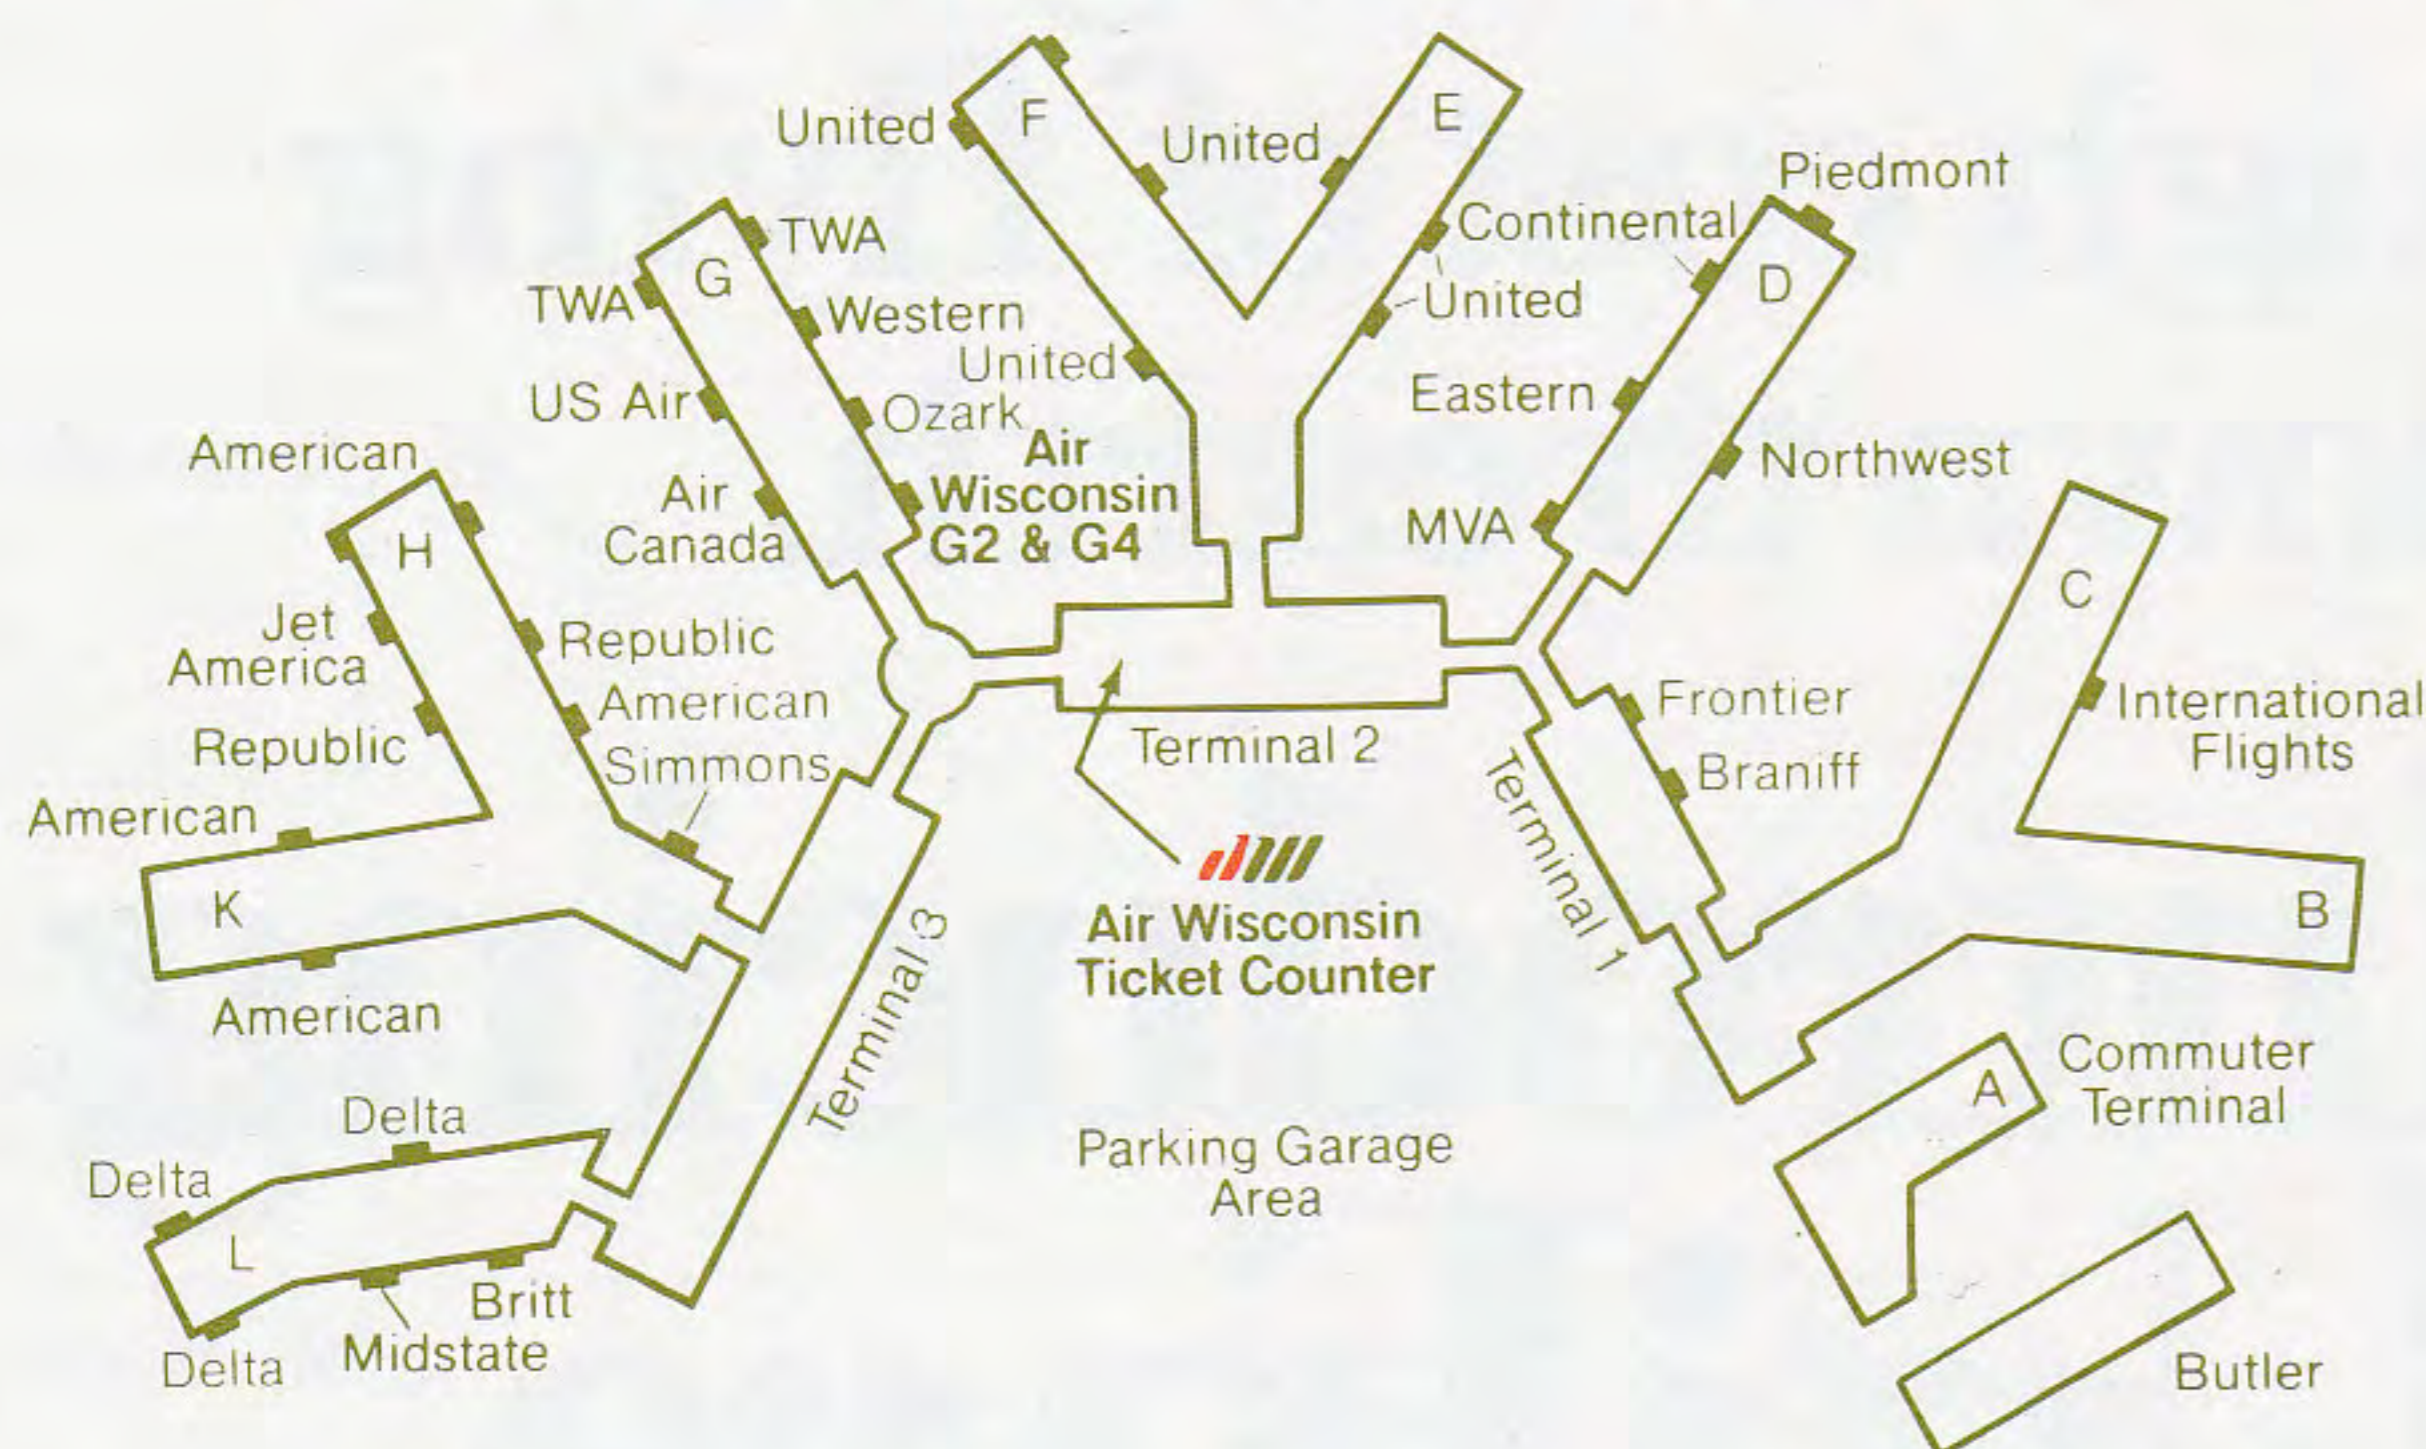 F
E
United
United
Piedmont
Continental
TWA
G
D
TWA
Western
United
United
US Air
Ozark
Eastern
American
Air
Wisconsin
G2 & G4
Northwest
Air
Canada
MVA
H
C
Jet
America
Republic
American
Simmons
Frontier
International
Flights
Republic
Terminal 2
Braniff
American
Terminal 1
K
Terminal 3
Air Wisconsin
Ticket Counter
B
American
Commuter
Terminal
A
Delta
Delta
Parking Garage
Area
L
Britt
Midstate
Delta
Butler